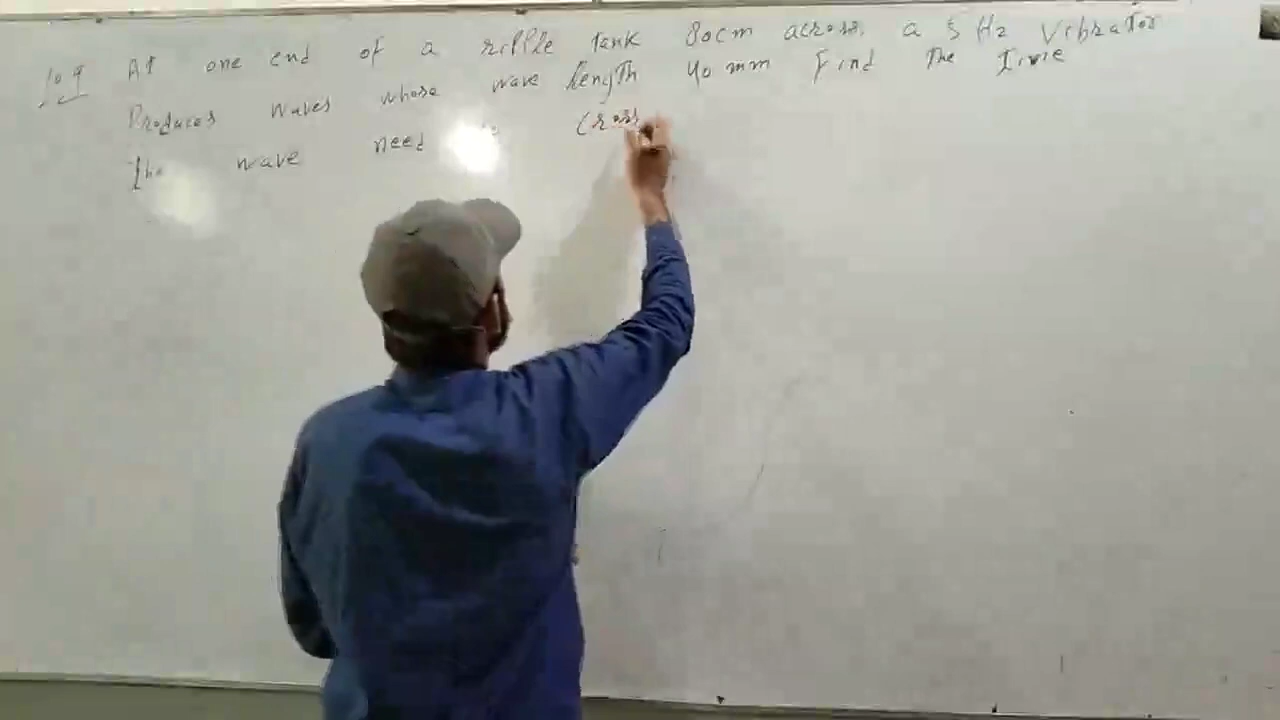 10.9 At one end of a ripple Tank 80cm across. a 5 Hz Vibrator
Produces waves whose wave length 40 mm Find The Time
The wave need to cross